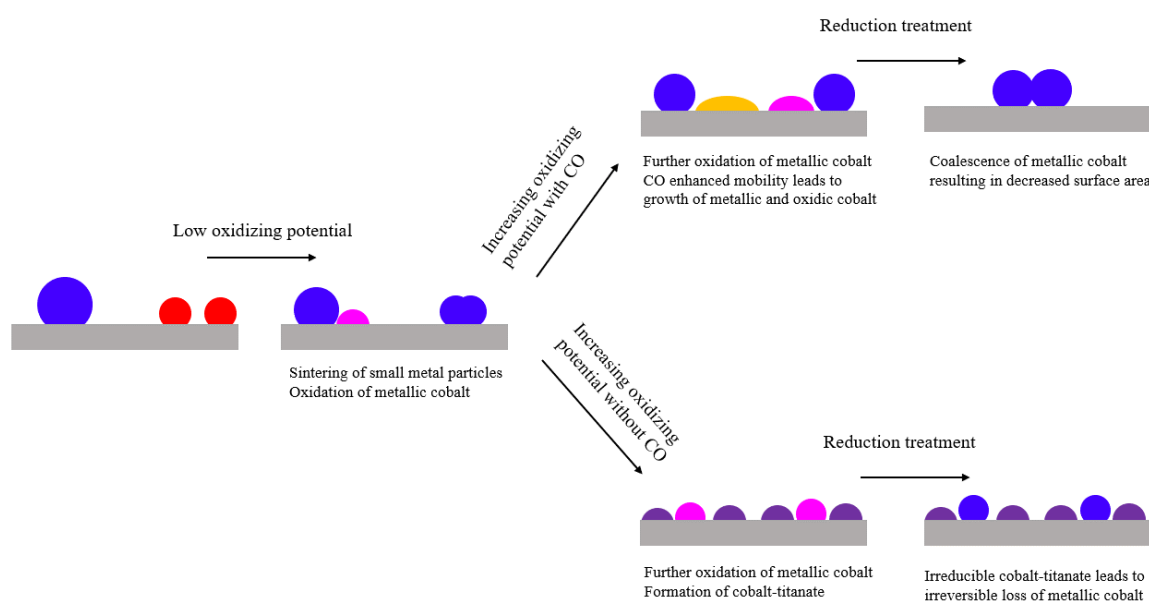 Reduction treatment
Increasing oxidizing
potential with CO
Further oxidation of metallic cobalt
CO enhanced mobility leads to
growth of metallic and oxidic cobalt
Coalescence of metallic cobalt
resulting in decreased surface area
Low oxidizing potential
Sintering of small metal particles
Oxidation of metallic cobalt
Increasing oxidizing
potential without CO
Reduction treatment
Further oxidation of metallic cobalt
Formation of cobalt-titanate
Irreducible cobalt-titanate leads to
irreversible loss of metallic cobalt